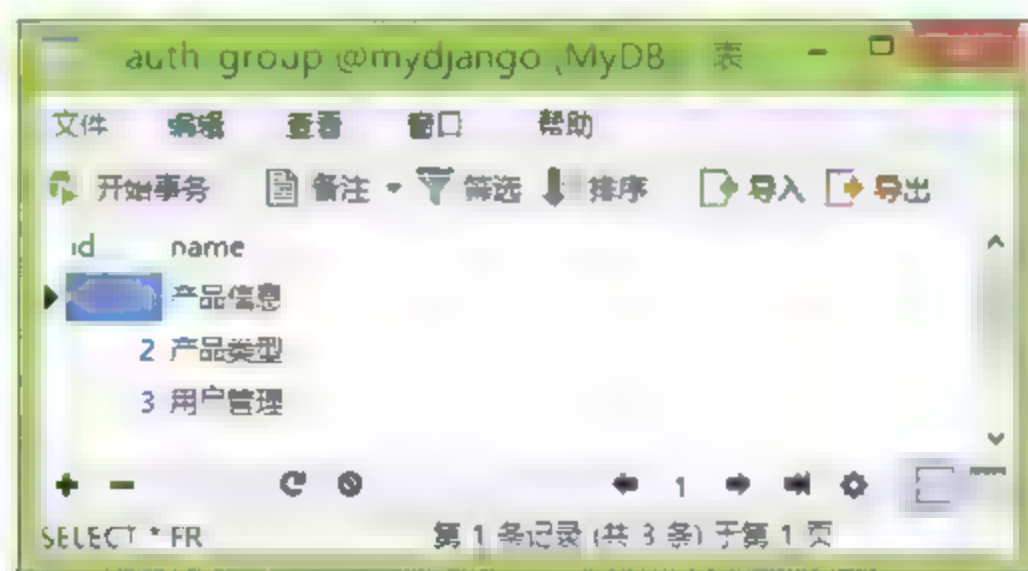 auth_group @mydjango (MyDB) - 表
文件 编辑 查看 窗口 帮助
开始事务 备注 筛选 排序 导入 导出
id name
产品信息
2 产品类型
3 用户管理
1
SELECT * FR 第 1 条记录 (共 3 条) 于第 1 页